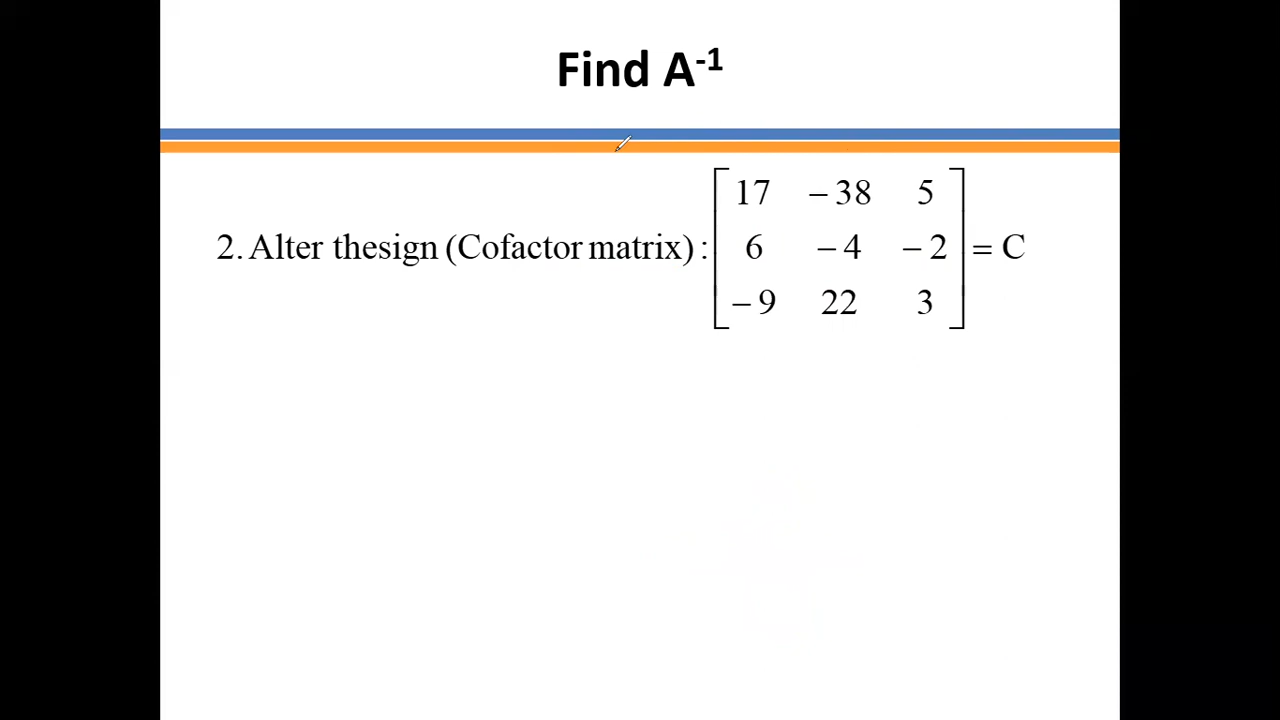 Find A⁻¹
17 − 38 5
2. Alter thesign (Cofactor matrix) : 6 − 4 − 2 = C
− 9 22 3